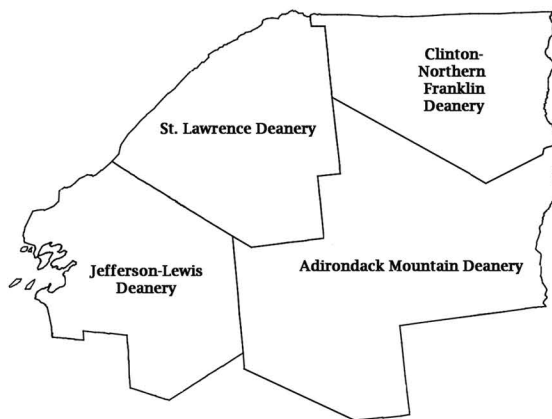 Clinton-
Northern
Franklin
Deanery
St. Lawrence Deanery
Jefferson-Lewis
Deanery
Adirondack Mountain Deanery